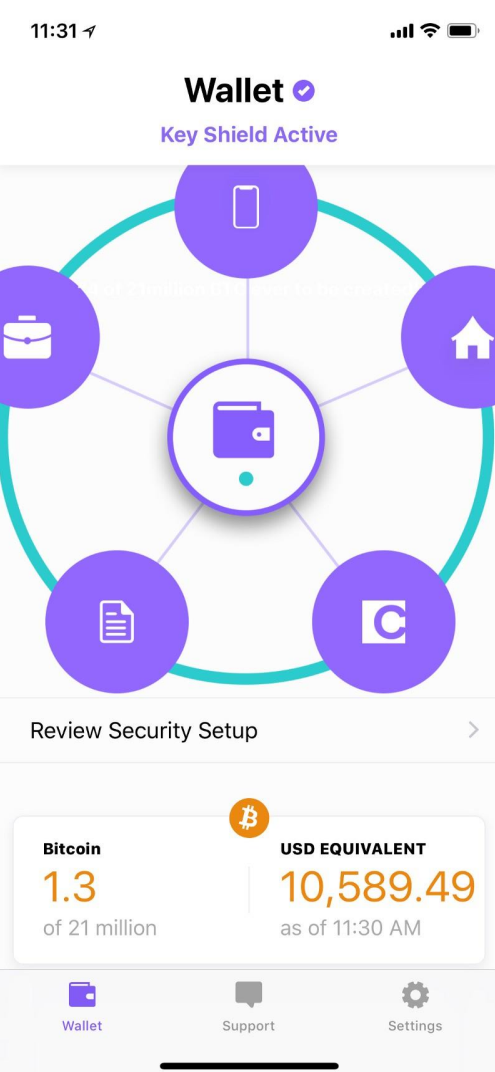 11:31
Wallet
Key Shield Active
C
Review Security Setup
Bitcoin
1.3
of 21 million
USD EQUIVALENT
10,589.49
as of 11:30 AM
Wallet
Support
Settings